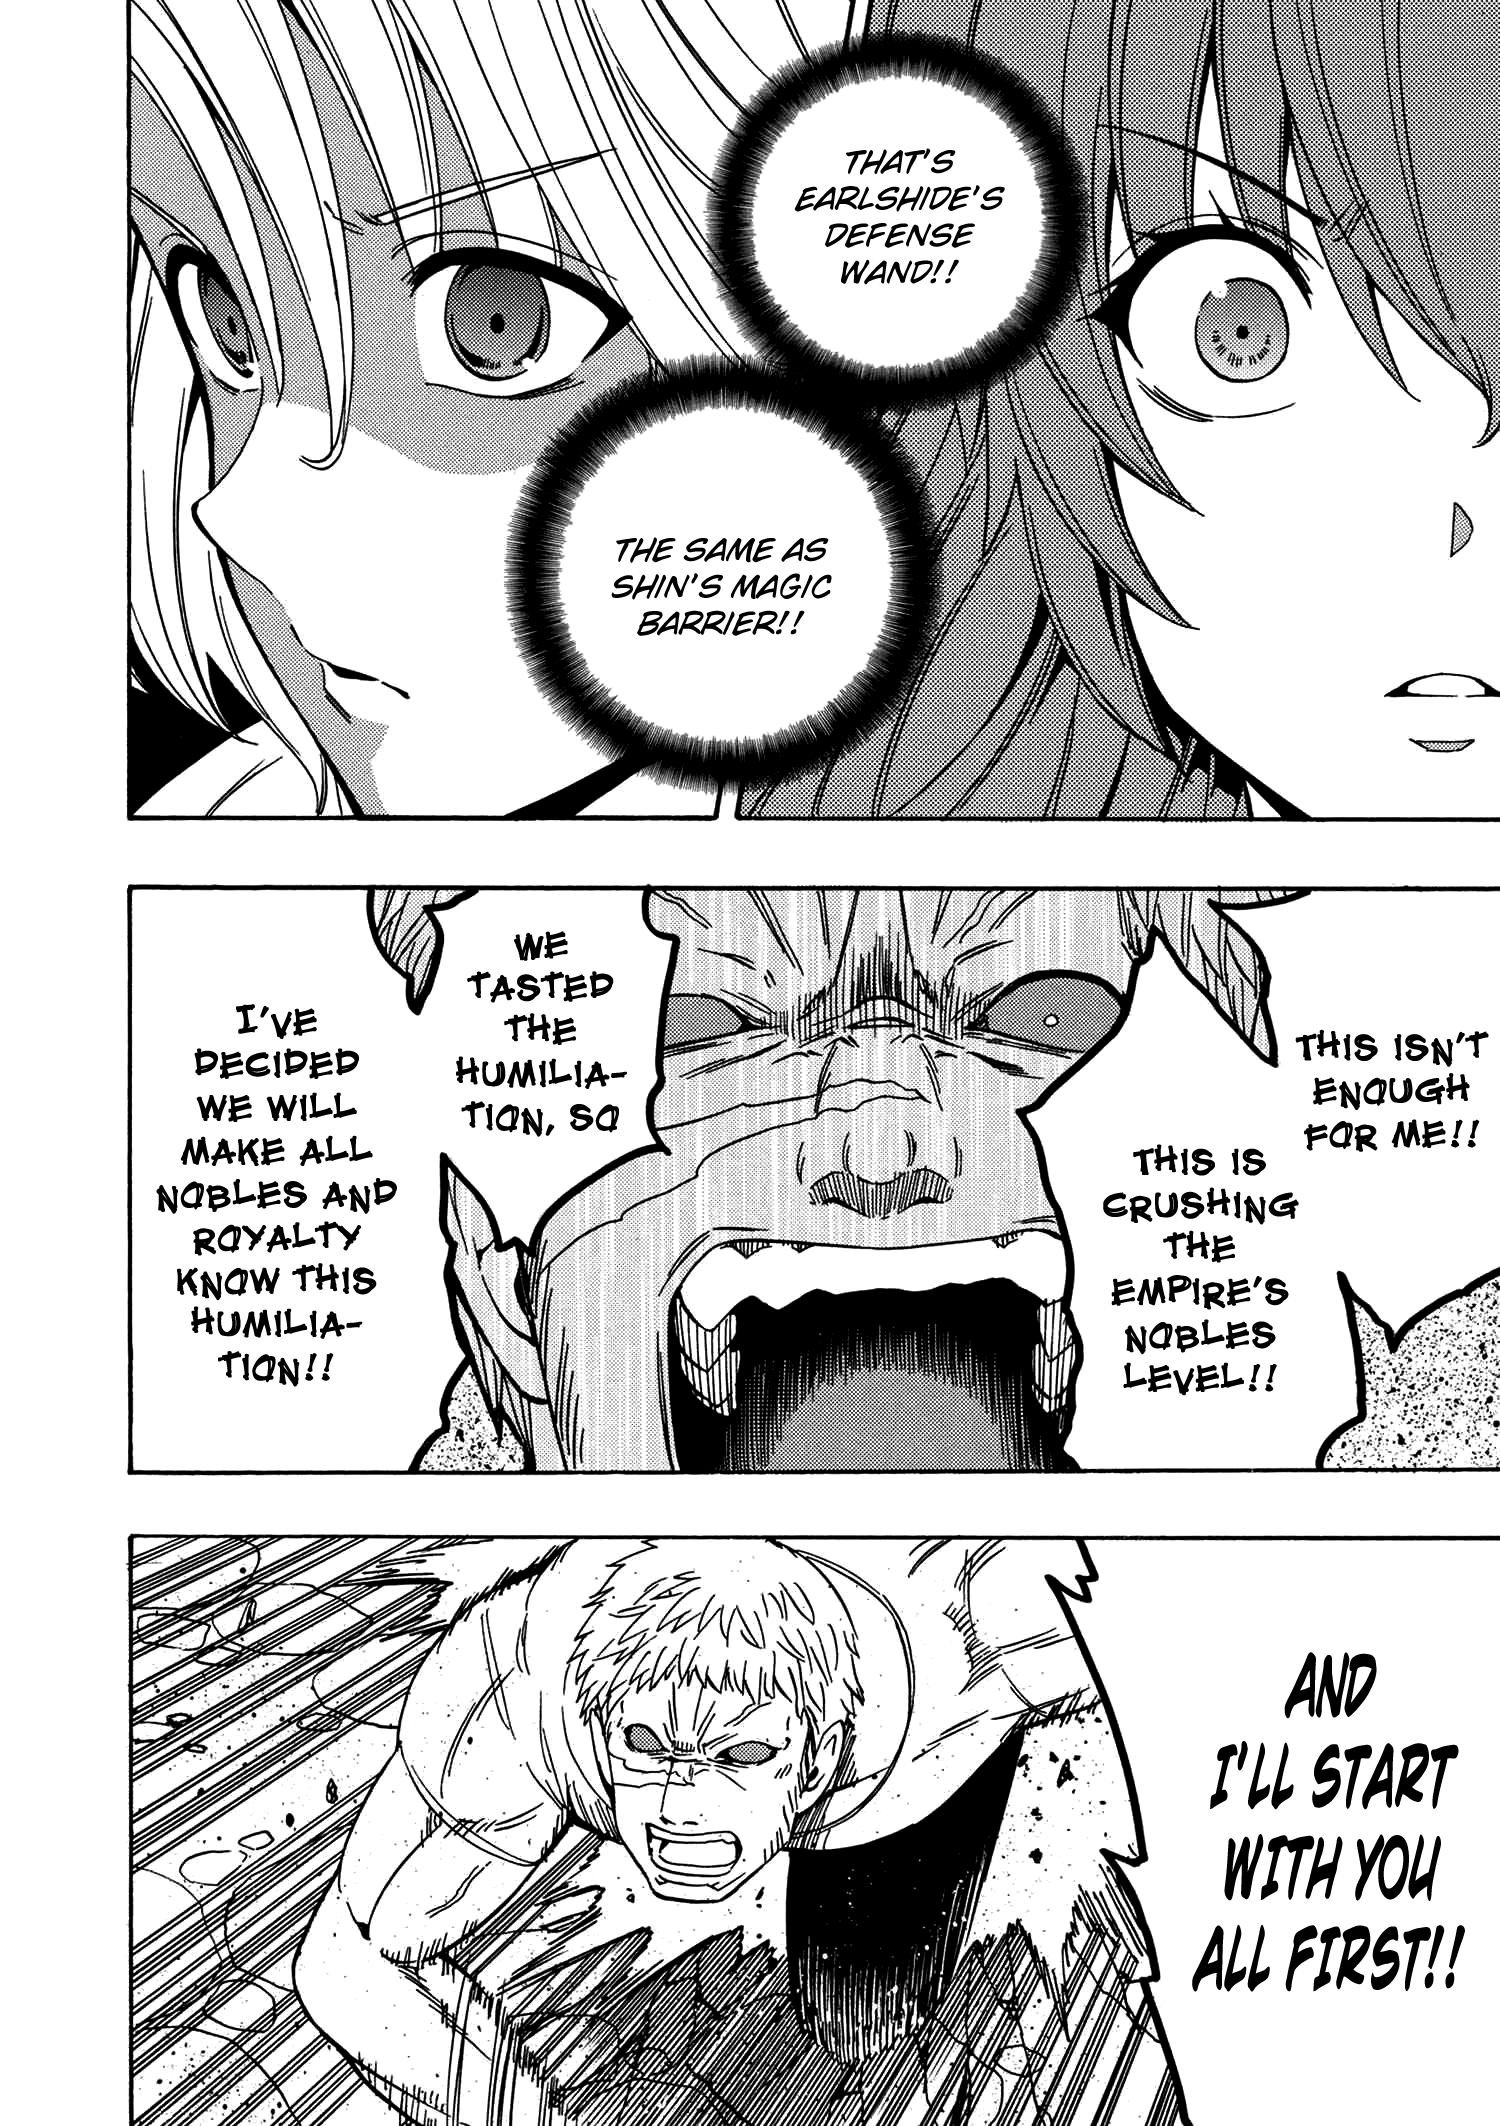 THAT'S
EARLSHIDE'S
DEFENSE
WAND!!
THE SAME AS
SHIN'S MAGIC
BARRIER!!
THIS ISN'T
ENOUGH
FOR ME!!
THIS IS
CRUSHING
THE
EMPIRE'S
NOBLES
LEVEL!!
WE
TASTED
THE
HUMILIA-
TION, SO
I'VE
DECIDED
WE WILL
MAKE ALL
NOBLES AND
ROYALTY
KNOW THIS
HUMILIA-
TION!!
AND
I'LL START
WITH YOU
ALL FIRST!!